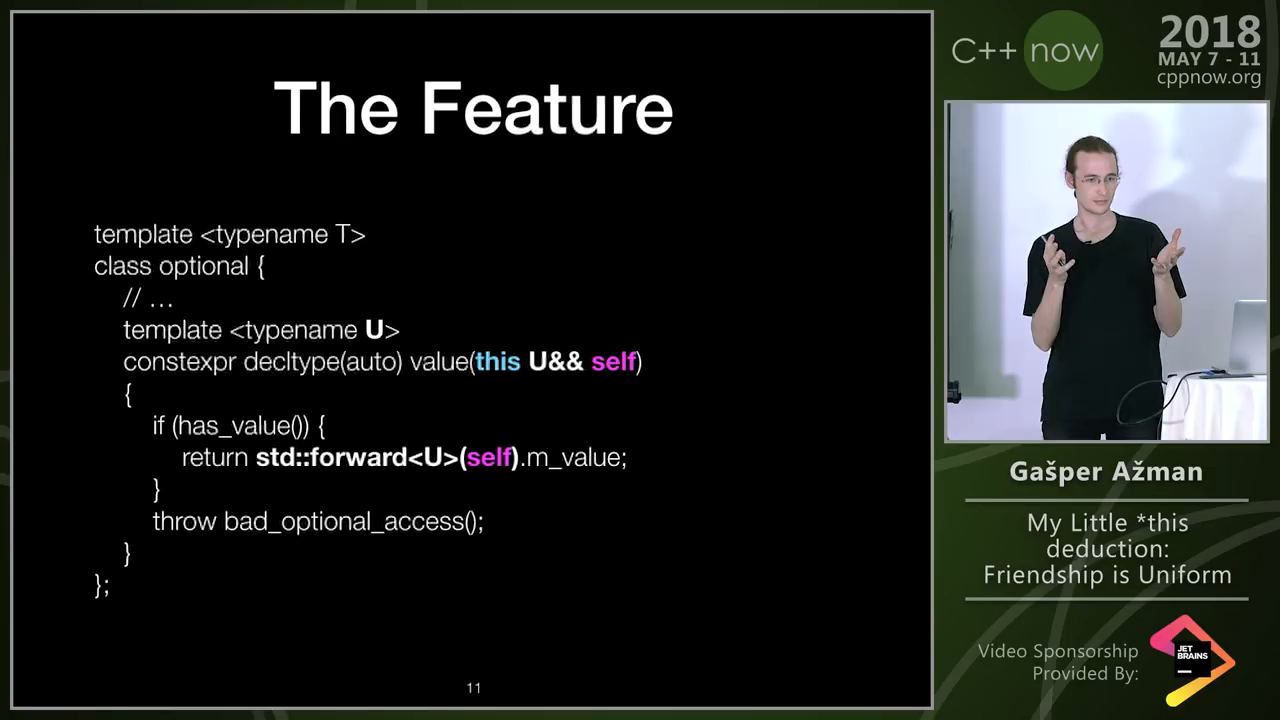 The Feature
template <typename T>
class optional {
// …
template <typename U>
constexpr decltype(auto) value(this U&& self)
{
if (has_value()) {
return std::forward<U>(self).m_value;
}
throw bad_optional_access();
}
};
11
C++ now
2018
MAY 7 - 11
cppnow.org
Gašper Ažman
My Little *this
deduction:
Friendship is Uniform
Video Sponsorship
Provided By:
JET
BRAINS